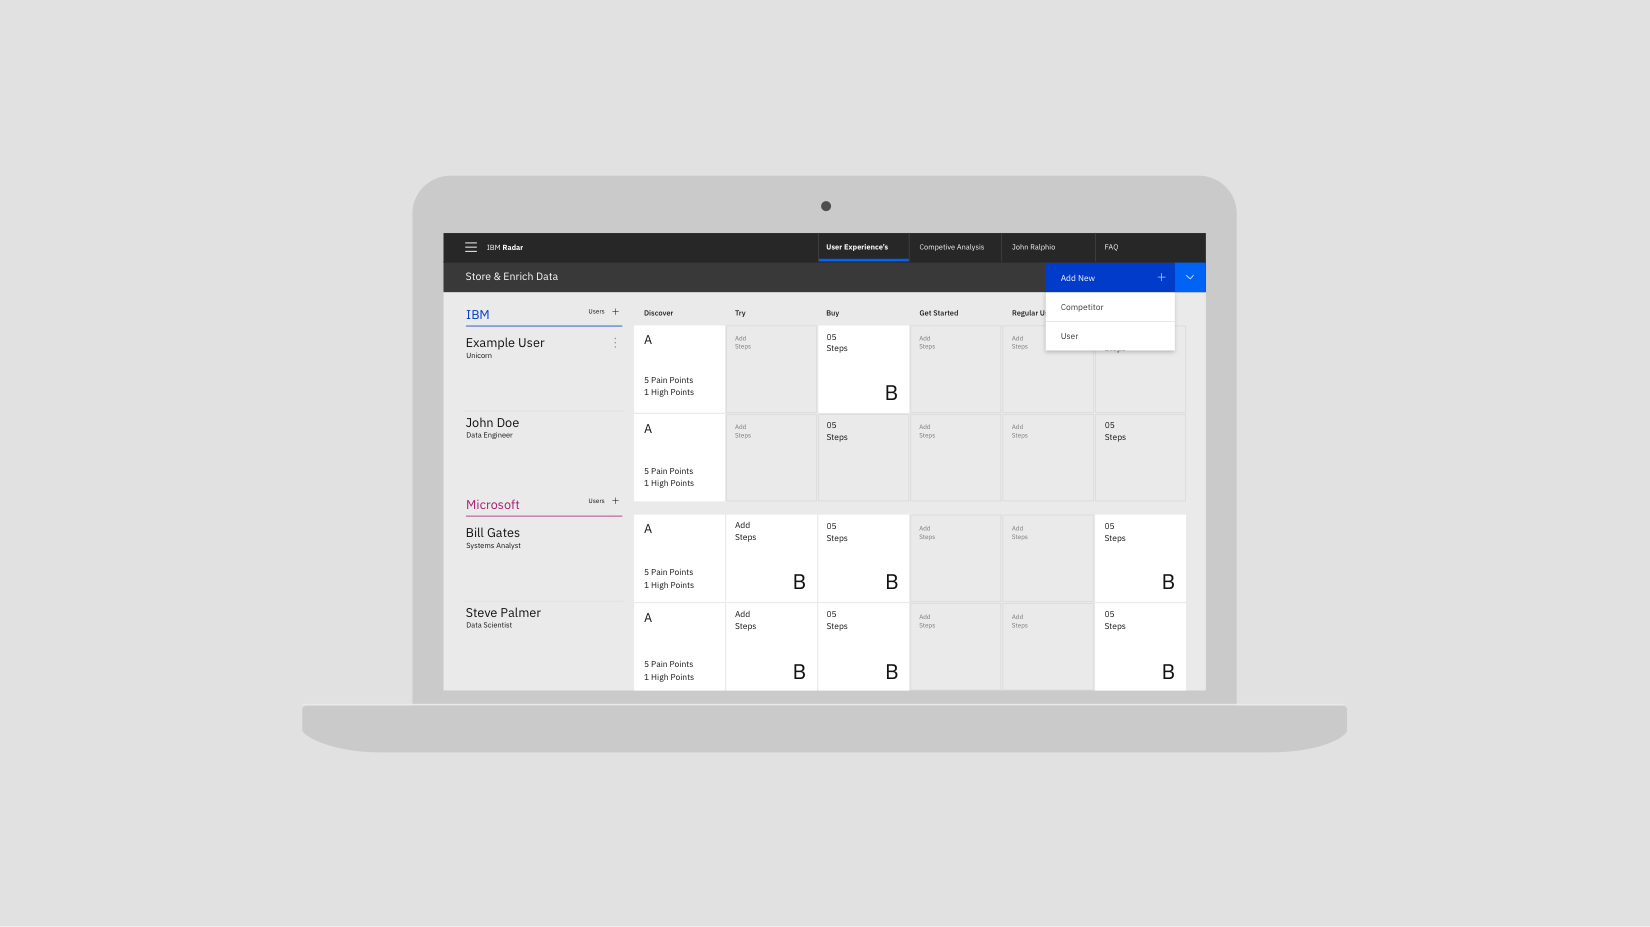 IBM Radar
User Experience's
Competive Analysis
John Ralphio
FAQ
Store & Enrich Data
Add New
Competitor
User
IBM
Users
Discover
Try
Buy
Get Started
Regular
Example User
Unicorn
A
5 Pain Points
1 High Points
Add
Steps
05
Steps
B
Add
Steps
Add
Steps
John Doe
Data Engineer
A
5 Pain Points
1 High Points
Add
Steps
05
Steps
Add
Steps
Add
Steps
05
Steps
Microsoft
Users
Bill Gates
Systems Analyst
A
5 Pain Points
1 High Points
Add
Steps
B
05
Steps
B
Add
Steps
Add
Steps
05
Steps
B
Steve Palmer
Data Scientist
A
5 Pain Points
1 High Points
Add
Steps
B
05
Steps
B
Add
Steps
Add
Steps
05
Steps
B